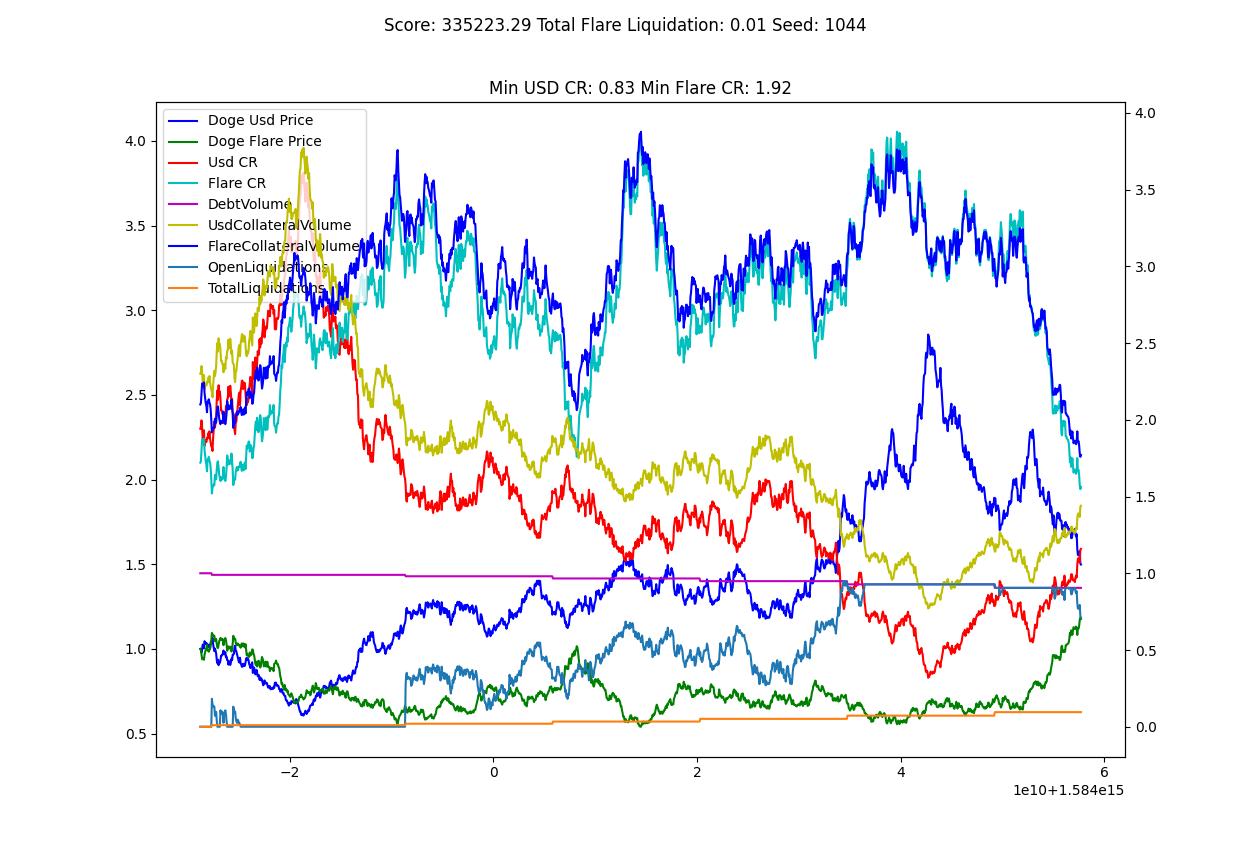 Score: 335223.29 Total Flare Liquidation: 0.01 Seed: 1044
Min USD CR: 0.83 Min Flare CR: 1.92
Doge Usd Price
Doge Flare Price
Usd CR
Flare CR
DebtVolume
UsdCollateralVolume
FlareCollateralVolume
OpenLiquidations
TotalLiquidations
4.0
3.5
3.0
2.5
2.0
1.5
1.0
0.5
4.0
3.5
3.0
2.5
2.0
1.5
1.0
0.5
0.0
−2 0 2 4 6
1e10+1.584e15